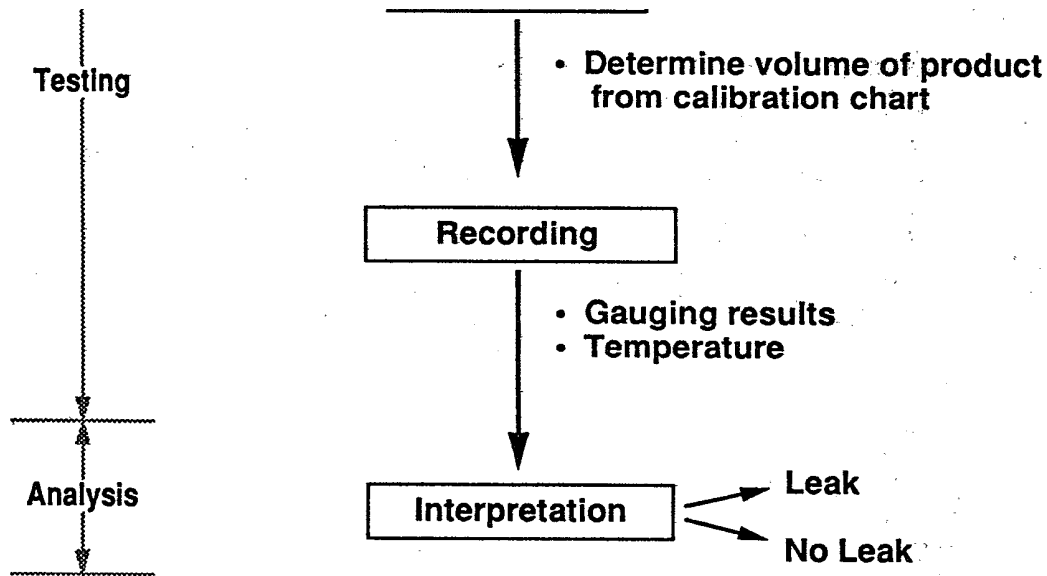 Testing
• Determine volume of product
from calibration chart
Recording
• Gauging results
• Temperature
Analysis
Interpretation
Leak
No Leak